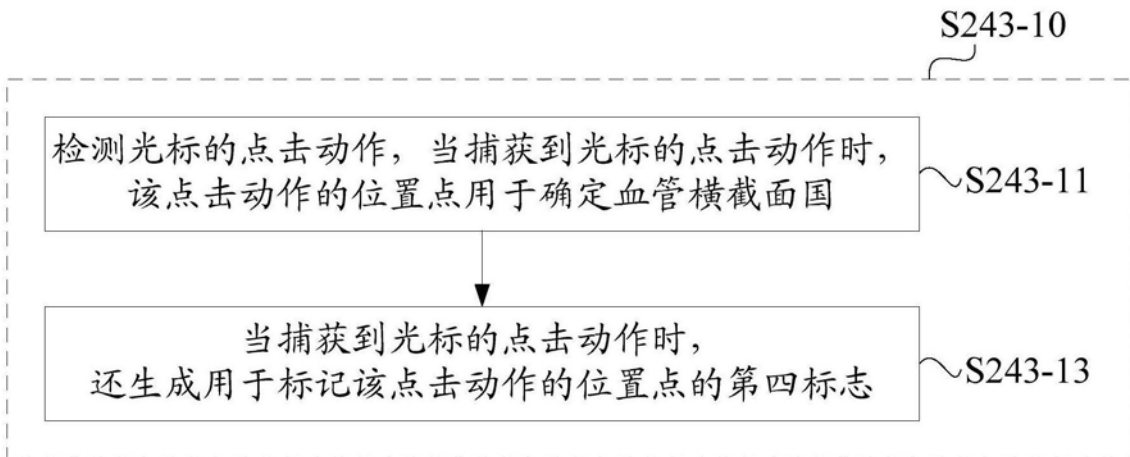 S243-10
检测光标的点击动作，当捕获到光标的点击动作时，
该点击动作的位置点用于确定血管横截面国
S243-11
当捕获到光标的点击动作时，
还生成用于标记该点击动作的位置点的第四标志
S243-13